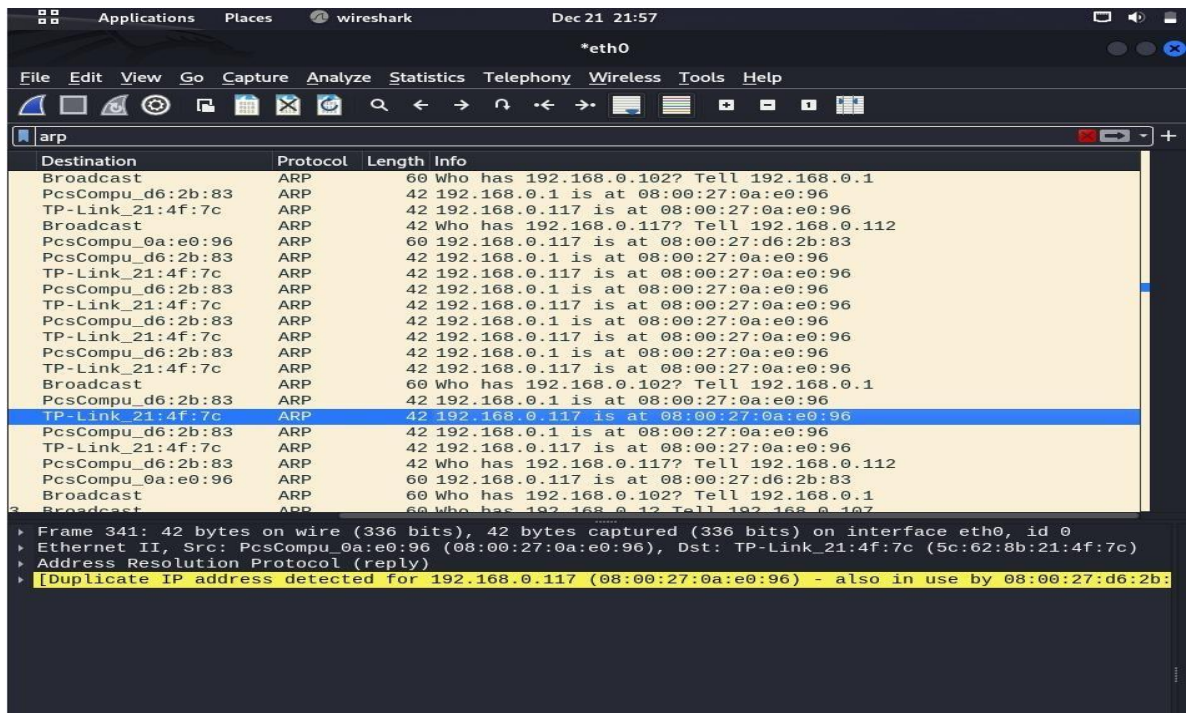 Applications Places wireshark Dec 21 21:57
*eth0
File Edit View Go Capture Analyze Statistics Telephony Wireless Tools Help
arp
Destination Protocol Length Info
Broadcast ARP 60 Who has 192.168.0.102? Tell 192.168.0.1
PcsCompu_d6:2b:83 ARP 42 192.168.0.1 is at 08:00:27:0a:e0:96
TP-Link_21:4f:7c ARP 42 192.168.0.117 is at 08:00:27:0a:e0:96
Broadcast ARP 42 Who has 192.168.0.117? Tell 192.168.0.112
PcsCompu_0a:e0:96 ARP 60 192.168.0.117 is at 08:00:27:d6:2b:83
PcsCompu_d6:2b:83 ARP 42 192.168.0.1 is at 08:00:27:0a:e0:96
TP-Link_21:4f:7c ARP 42 192.168.0.117 is at 08:00:27:0a:e0:96
PcsCompu_d6:2b:83 ARP 42 192.168.0.1 is at 08:00:27:0a:e0:96
TP-Link_21:4f:7c ARP 42 192.168.0.117 is at 08:00:27:0a:e0:96
PcsCompu_d6:2b:83 ARP 42 192.168.0.1 is at 08:00:27:0a:e0:96
TP-Link_21:4f:7c ARP 42 192.168.0.117 is at 08:00:27:0a:e0:96
PcsCompu_d6:2b:83 ARP 42 192.168.0.1 is at 08:00:27:0a:e0:96
TP-Link_21:4f:7c ARP 42 192.168.0.117 is at 08:00:27:0a:e0:96
Broadcast ARP 60 Who has 192.168.0.102? Tell 192.168.0.1
PcsCompu_d6:2b:83 ARP 42 192.168.0.1 is at 08:00:27:0a:e0:96
TP-Link_21:4f:7c ARP 42 192.168.0.117 is at 08:00:27:0a:e0:96
PcsCompu_d6:2b:83 ARP 42 192.168.0.1 is at 08:00:27:0a:e0:96
TP-Link_21:4f:7c ARP 42 192.168.0.117 is at 08:00:27:0a:e0:96
PcsCompu_d6:2b:83 ARP 42 Who has 192.168.0.117? Tell 192.168.0.112
PcsCompu_0a:e0:96 ARP 60 192.168.0.117 is at 08:00:27:d6:2b:83
Broadcast ARP 60 Who has 192.168.0.102? Tell 192.168.0.1
3 Broadcast ARP 60 Who has 192.168.0.1? Tell 192.168.0.107
Frame 341: 42 bytes on wire (336 bits), 42 bytes captured (336 bits) on interface eth0, id 0
Ethernet II, Src: PcsCompu_0a:e0:96 (08:00:27:0a:e0:96), Dst: TP-Link_21:4f:7c (5c:62:8b:21:4f:7c)
Address Resolution Protocol (reply)
[Duplicate IP address detected for 192.168.0.117 (08:00:27:0a:e0:96) - also in use by 08:00:27:d6:2b: